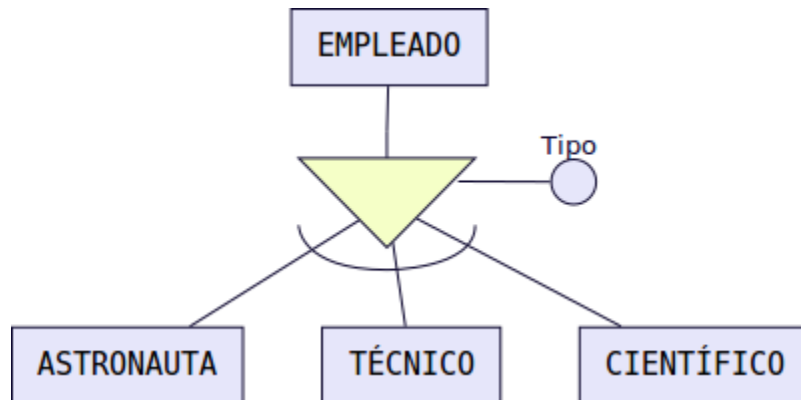 EMPLEADO
Tipo
ASTRONAUTA
TÉCNICO
CIENTÍFICO